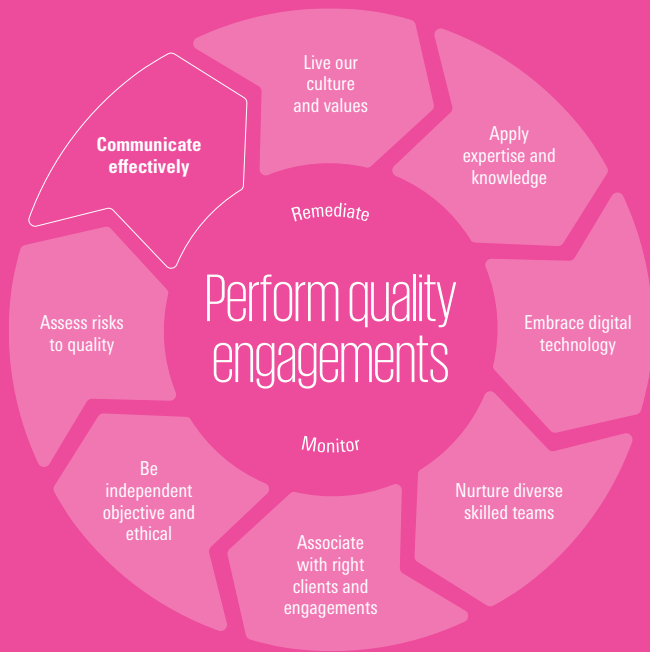 Live our
culture
and values
Apply
expertise and
knowledge
Embrace digital
technology
Nurture diverse
skilled teams
Associate
with right
clients and
engagements
Be
independent
objective and
ethical
Assess risks
to quality
Communicate
effectively
Remediate
Perform quality
engagements
Monitor